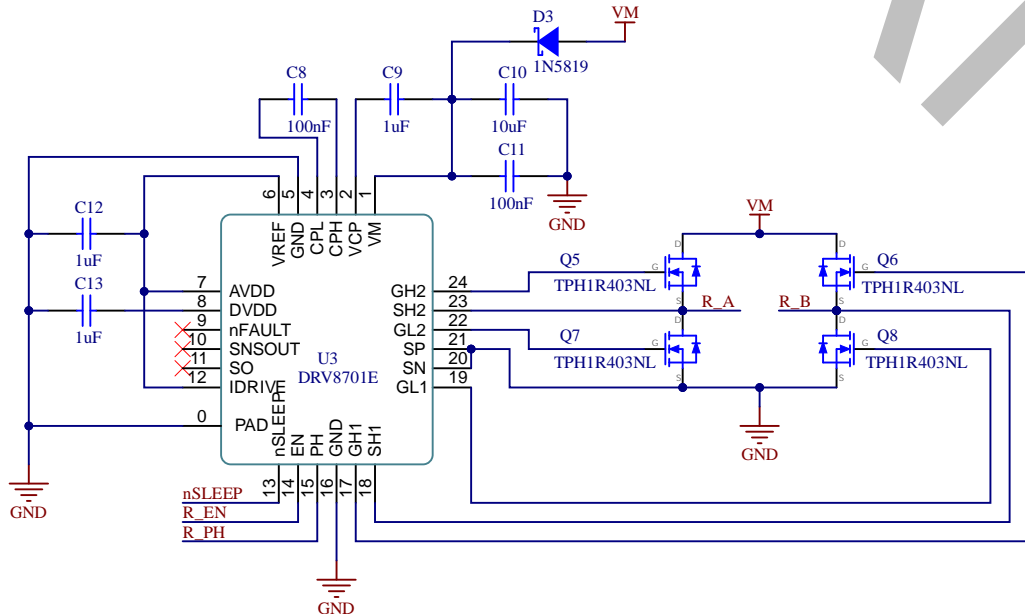 D3
VM
1N5819
C8
100nF
C9
1uF
C10
10uF
C11
100nF
GND
6 5 4 3 2 1
VREF GND CPL CPH VCP VM
C12
1uF
C13
1uF
7 AVDD
8 DVDD
9 nFAULT
10 SNSOUT
11 SO
12 IDRIVE
0 PAD
U3
DRV8701E
GH2 24
SH2 23
GL2 22
SP 21
SN 20
GL1 19
nSLEEP EN PH GND GH1 SH1
13 14 15 16 17 18
nSLEEP
R_EN
R_PH
GND
GND
VM
D
G
S
Q5
TPH1R403NL
D
G
S
Q6
TPH1R403NL
R_A
R_B
D
G
S
Q7
TPH1R403NL
D
G
S
Q8
TPH1R403NL
GND